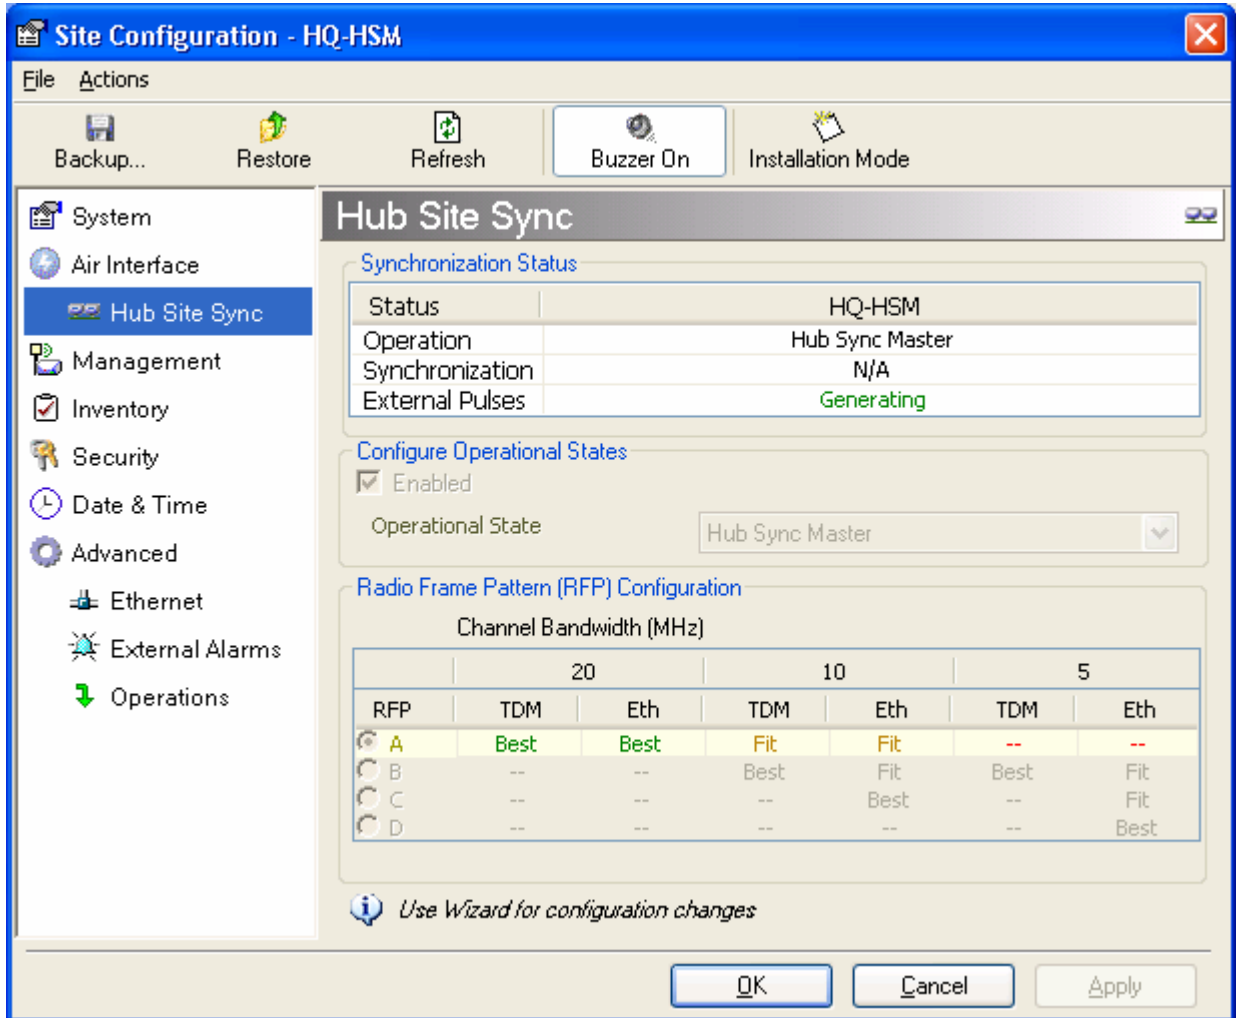 Site Configuration - HQ-HSM
File Actions
Backup... Restore Refresh Buzzer On Installation Mode
System
Air Interface
Hub Site Sync
Management
Inventory
Security
Date & Time
Advanced
Ethernet
External Alarms
Operations
Hub Site Sync
Synchronization Status
Status HQ-HSM
Operation Hub Sync Master
Synchronization N/A
External Pulses Generating
Configure Operational States
Enabled
Operational State Hub Sync Master
Radio Frame Pattern (RFP) Configuration
Channel Bandwidth (MHz)
20 10 5
RFP TDM Eth TDM Eth TDM Eth
A Best Best Fit Fit -- --
B -- -- Best Fit Best Fit
C -- -- -- Best -- Fit
D -- -- -- -- -- Best
Use Wizard for configuration changes
OK Cancel Apply